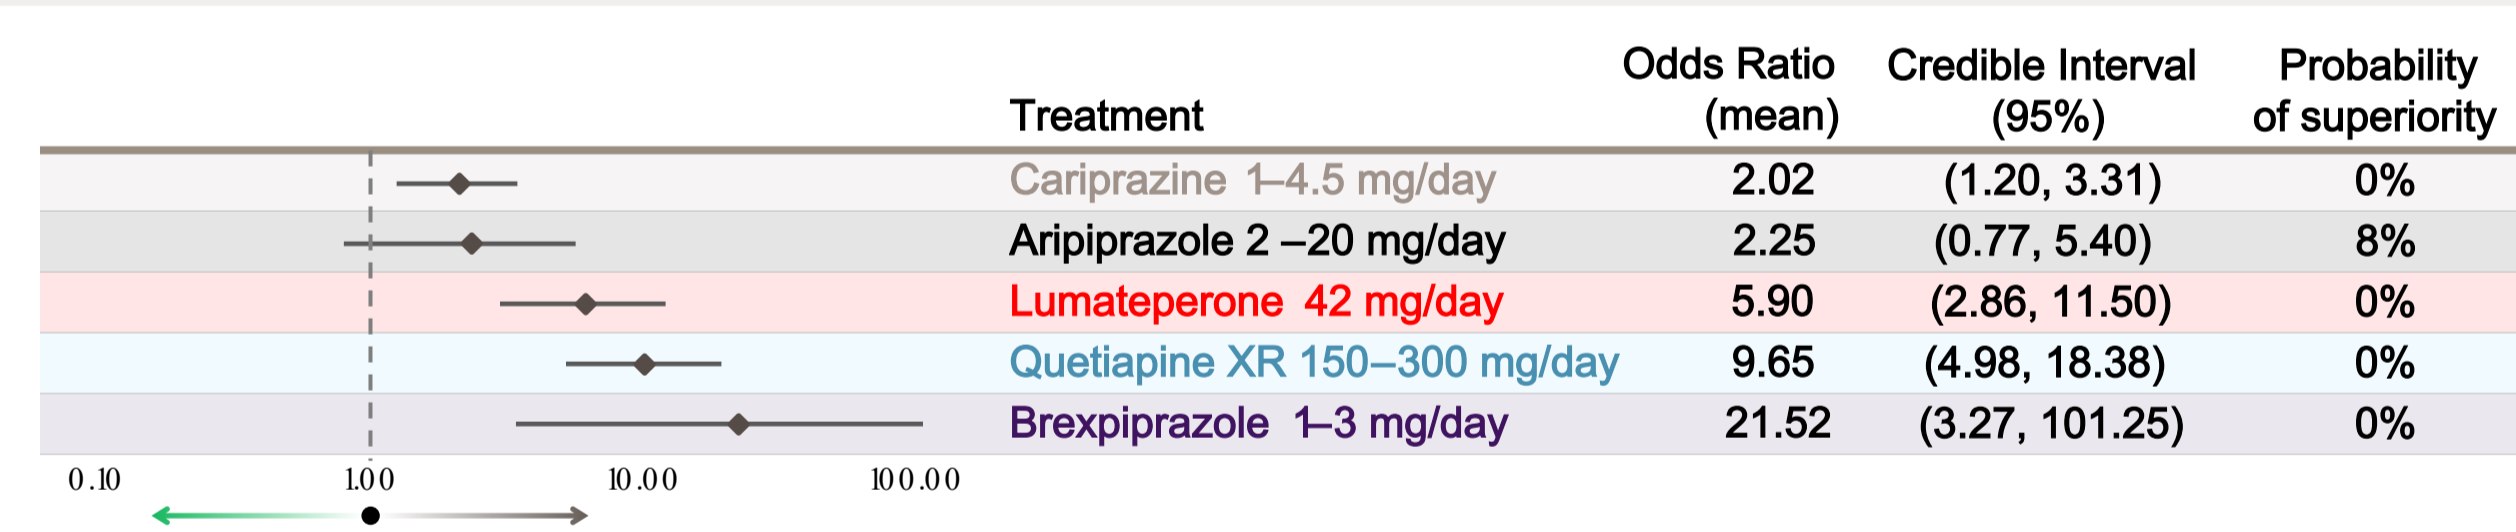 Treatment Odds Ratio (mean) Credible Interval (95%) Probability of superiority
Cariprazine 1–4.5 mg/day 2.02 (1.20, 3.31) 0%
Aripiprazole 2–20 mg/day 2.25 (0.77, 5.40) 8%
Lumateperone 42 mg/day 5.90 (2.86, 11.50) 0%
Quetiapine XR 150–300 mg/day 9.65 (4.98, 18.38) 0%
Brexpiprazole 1–3 mg/day 21.52 (3.27, 101.25) 0%
0.10 1.00 10.00 100.00